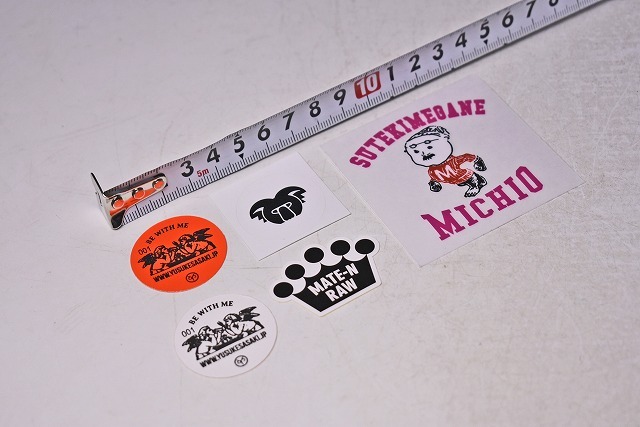 3 4 5 6 7 8 9 10 1 2 3 4 5 6 7 8
5m
SUTEKIMEGANE
M
MICHIO
BE WITH ME
001
WWW.YUSUKESASAKI.JP
MATE-N
RAW
BE WITH ME
001
WWW.YUSUKESASAKI.JP